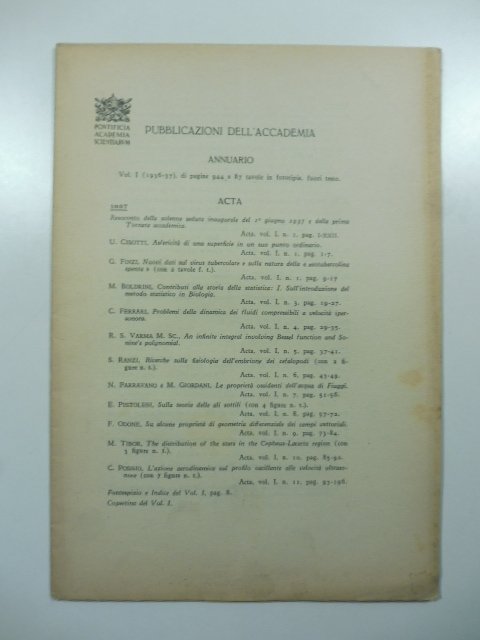 PONTIFICIA
ACADEMIA
SCIENTIARVM
PUBBLICAZIONI DELL'ACCADEMIA
ANNUARIO
Vol. I (1936-37), di pagine 944 e 87 tavole in fototipia, fuori testo.
ACTA
1937
Resoconto della solenne seduta inaugurale del 1º giugno 1937 e della prima
Tornata accademica.
Acta, vol. I, n. 1, pag. I-XXII.
U. CISOTTI, Asfericità di una superficie in un suo punto ordinario.
Acta, vol. I, n. 1, pag. 1-7.
G. FINZI, Nuovi dati sul virus tubercolare e sulla natura della « anatubercolina
spenta » (con 2 tavole f. t.).
Acta, vol. I, n. 2, pag. 9-17
M. BOLDRINI, Contributi alla storia della statistica: I. Sull'introduzione del
metodo statistico in Biologia.
Acta, vol. I, n. 3, pag. 19-27.
C. FERRARI, Problemi della dinamica dei fluidi compressibili a velocità iper-
sonora.
Acta, vol. I, n. 4, pag. 29-35.
R. S. VARMA M. SC., An infinite integral involving Bessel function and So-
nine's polynomial.
Acta, vol. I, n. 5, pag. 37-41.
S. RANZI, Ricerche sulla fisiologia dell'embrione dei cefalopodi (con 2 fi-
gure n. t.).
Acta, vol. I, n. 6, pag. 43-49.
N. PARRAVANO e M. GIORDANI, Le proprietà ossidanti dell'acqua di Fiuggi.
Acta, vol. I, n. 7, pag. 51-56.
E. PISTOLESI, Sulla teoria delle ali sottili (con 4 figure n. t.).
Acta, vol. I, n. 8, pag. 57-72.
F. ODONE, Su alcune proprietà di geometria differenziale dei campi vettoriali.
Acta, vol. I, n. 9, pag. 73-84.
M. TIBOR, The distribution of the stars in the Cepheus-Lacerta region (con
3 figure n. t.).
Acta, vol. I, n. 10, pag. 85-92.
C. POSSIO, L'azione aerodinamica sul profilo oscillante alle velocità ultraso-
nore (con 7 figure n. t.).
Acta, vol. I, n. 11, pag. 93-106.
Frontespizio e Indice del Vol. I, pag. 8.
Copertina del Vol. I.